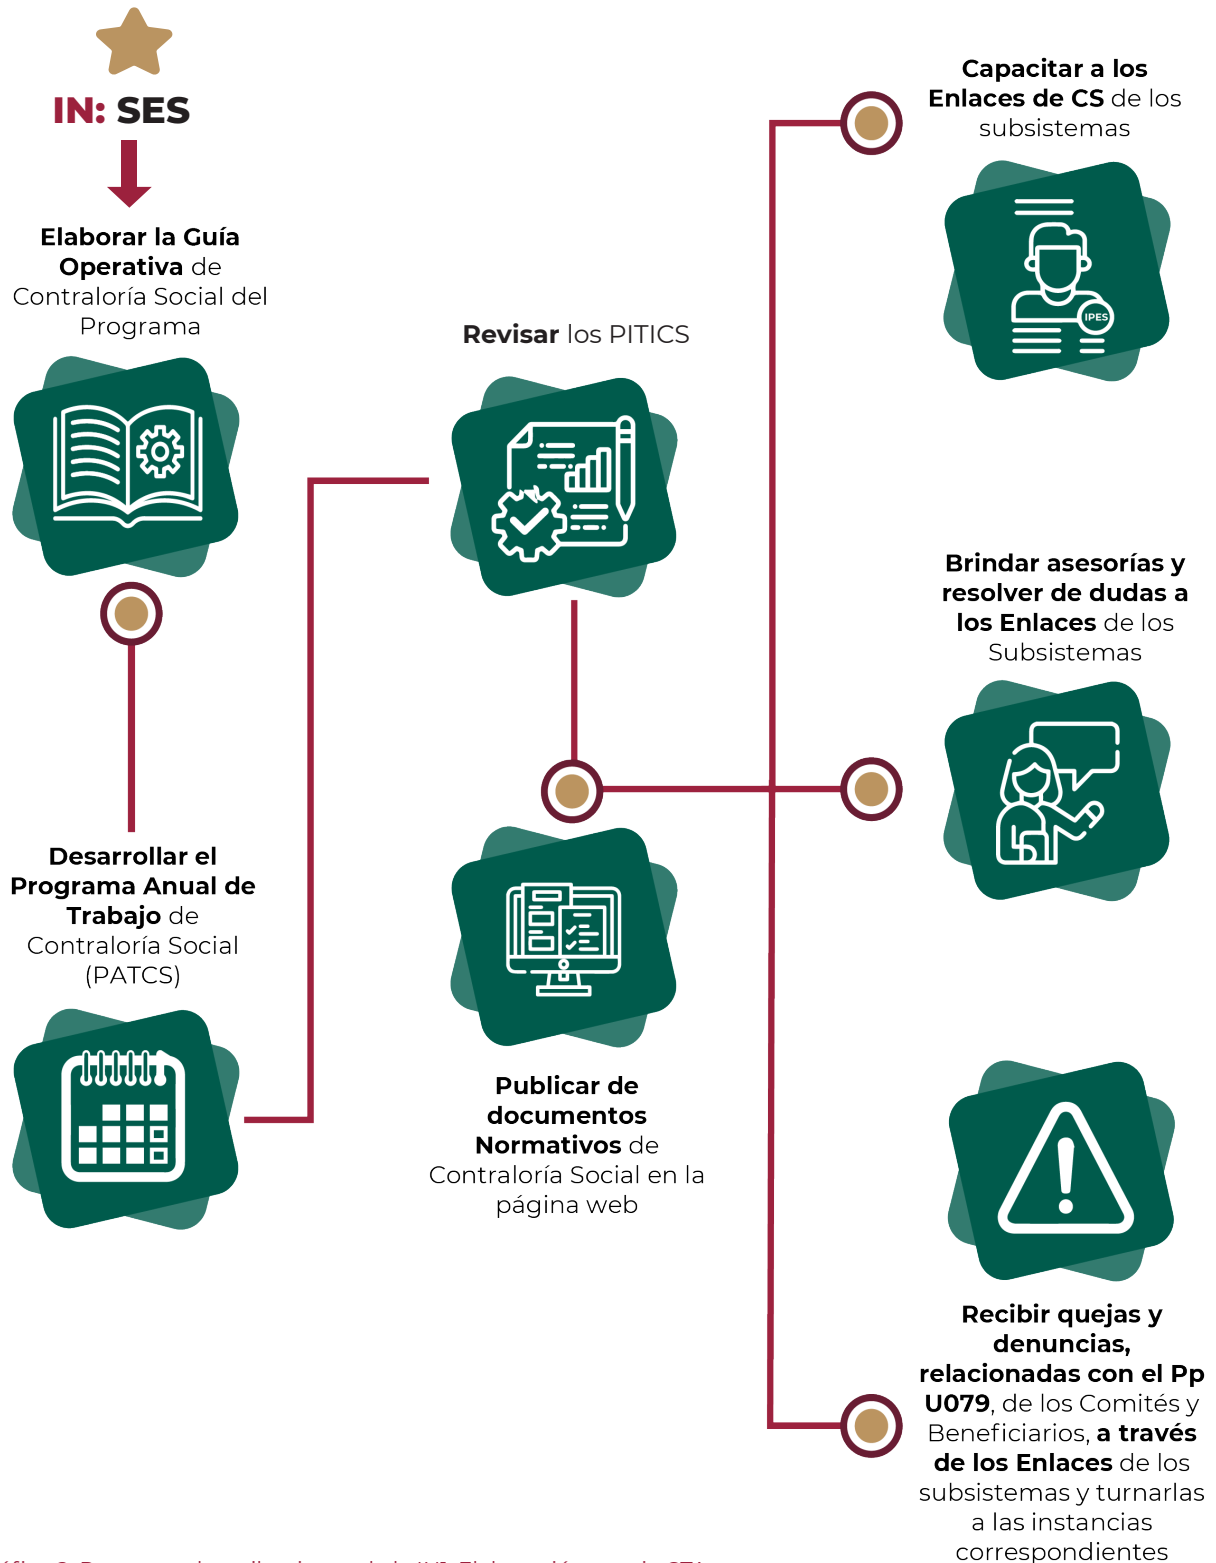 IN: SES
Elaborar la Guía
Operativa de
Contraloría Social del
Programa
Desarrollar el
Programa Anual de
Trabajo de
Contraloría Social
(PATCS)
Revisar los PITICS
Publicar de
documentos
Normativos de
Contraloría Social en la
página web
Capacitar a los
Enlaces de CS de los
subsistemas
IPES
Brindar asesorías y
resolver de dudas a
los Enlaces de los
Subsistemas
Recibir quejas y
denuncias,
relacionadas con el Pp
U079, de los Comités y
Beneficiarios, a través
de los Enlaces de los
subsistemas y turnarlas
a las instancias
correspondientes